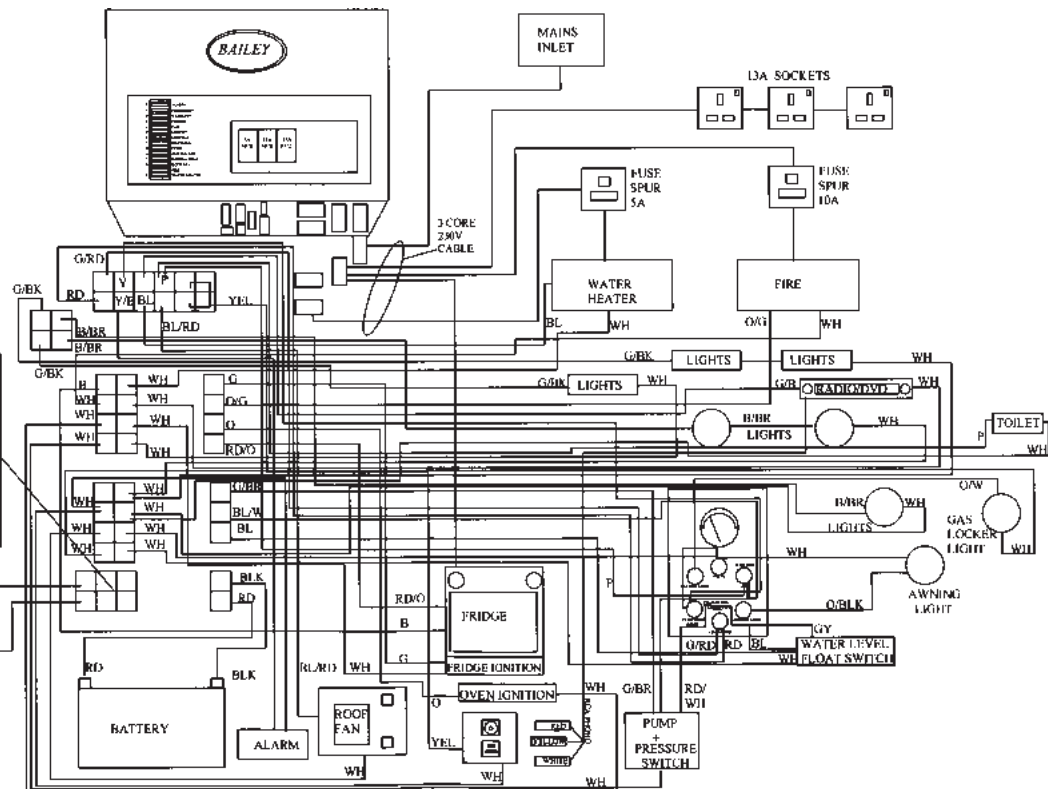 BAILEY
MAINS
INLET
13A SOCKETS
FUSE
SPUR
5A
FUSE
SPUR
10A
3 CORE
230V
CABLE
WATER
HEATER
FIRE
G/RD
Y
P
RD
Y/B
BL
YEL
G/BK
B/BR
B/BR
BL/RD
G/BK
BL
WH
O/G
WH
G/BK
LIGHTS
LIGHTS
WH
G/BK
LIGHTS
WH
G/B
RADIO/DVD
WH
B
WH
WH
WH
WH
WH
WH
G
O/G
O
RD/O
B/BR
LIGHTS
WH
P
TOILET
WH
WH
WH
WH
WH
WH
WH
WH
G/BR
BL/W
BL
B/BR
WH
LIGHTS
O/W
GAS
LOCKER
LIGHT
WH
WH
AWNING
LIGHT
O/BLK
BLK
RD
RD/O
B
G
FRIDGE
FRIDGE IGNITION
P
G/RD
RD
BL
GY
WH
WATER LEVEL
FLOAT SWITCH
RD
BLK
BL/RD
WH
O
OVEN IGNITION
WH
G/BR
RD/
WH
BATTERY
ALARM
ROOF
FAN
WH
YEL
WH
RED
YELLOW
WHITE
WH
PUMP
+
PRESSURE
SWITCH